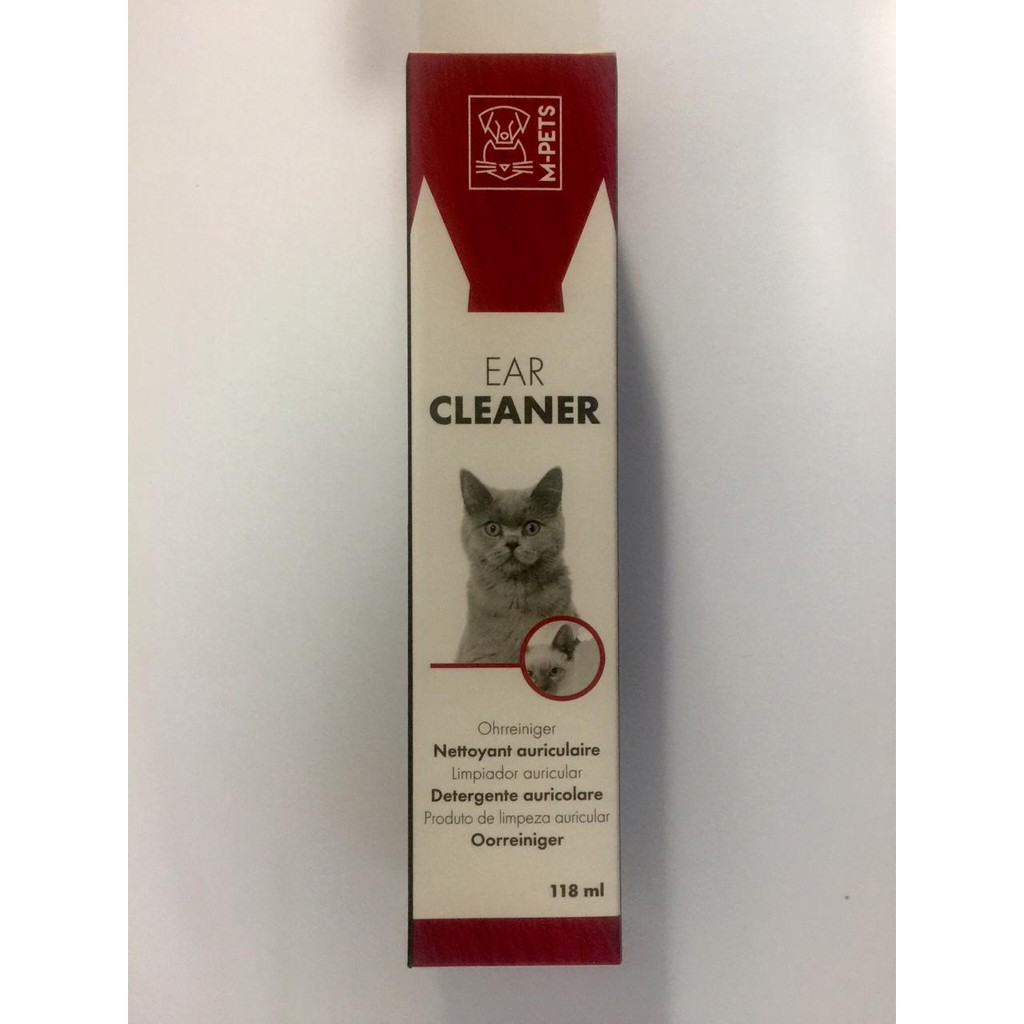 M-PETS
EAR
CLEANER
Ohrreiniger
Nettoyant auriculaire
Limpiador auricular
Detergente auricolare
Produto de limpeza auricular
Oorreiniger
118 ml